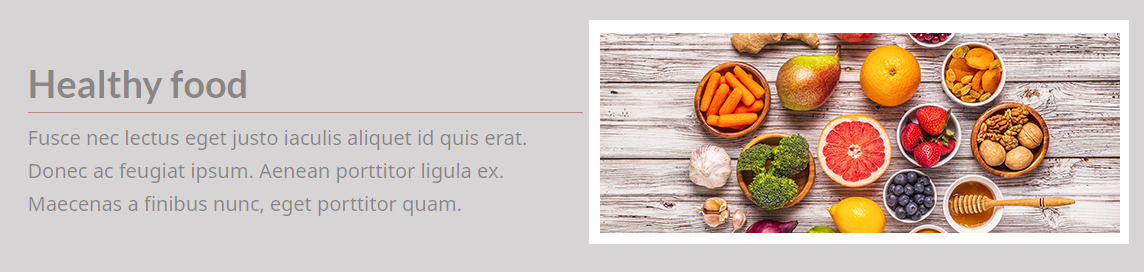 Healthy food
Fusce nec lectus eget justo iaculis aliquet id quis erat.
Donec ac feugiat ipsum. Aenean porttitor ligula ex.
Maecenas a finibus nunc, eget porttitor quam.